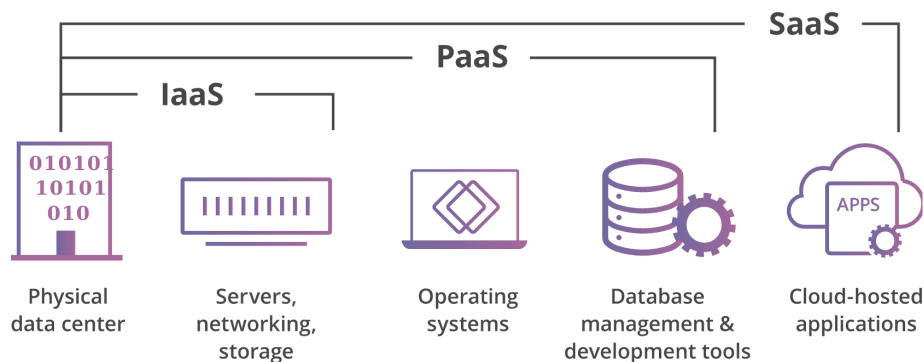 SaaS
PaaS
IaaS
010101
10101
010
APPS
Physical
data center
Servers,
networking,
storage
Operating
systems
Database
management &
development tools
Cloud-hosted
applications